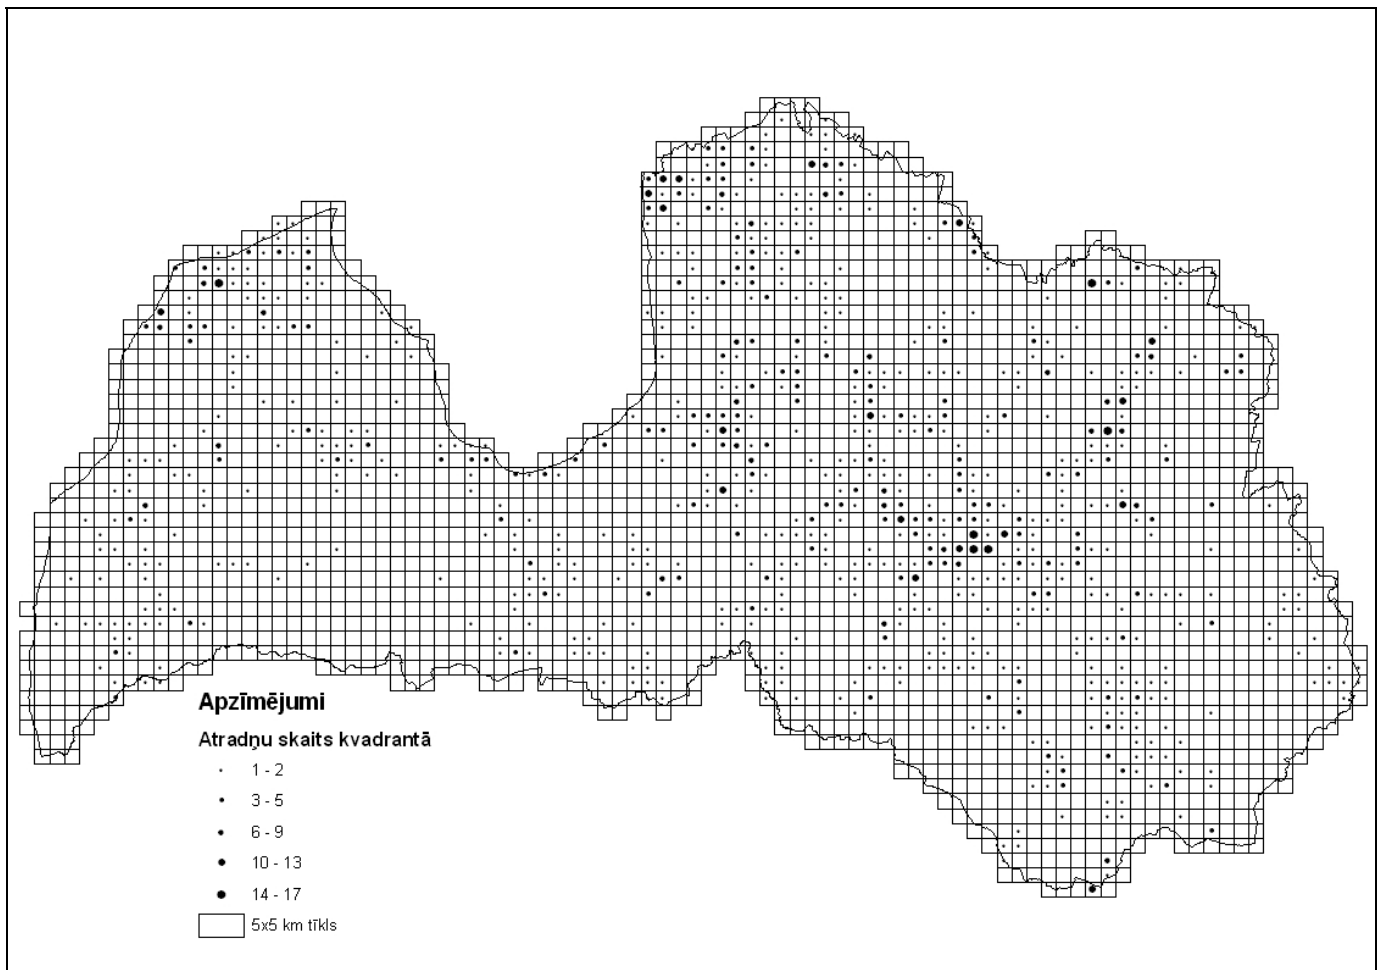 Apzīmējumi
Atradņu skaits kvadrantā
1 - 2
3 - 5
6 - 9
10 - 13
14 - 17
5x5 km tīkls